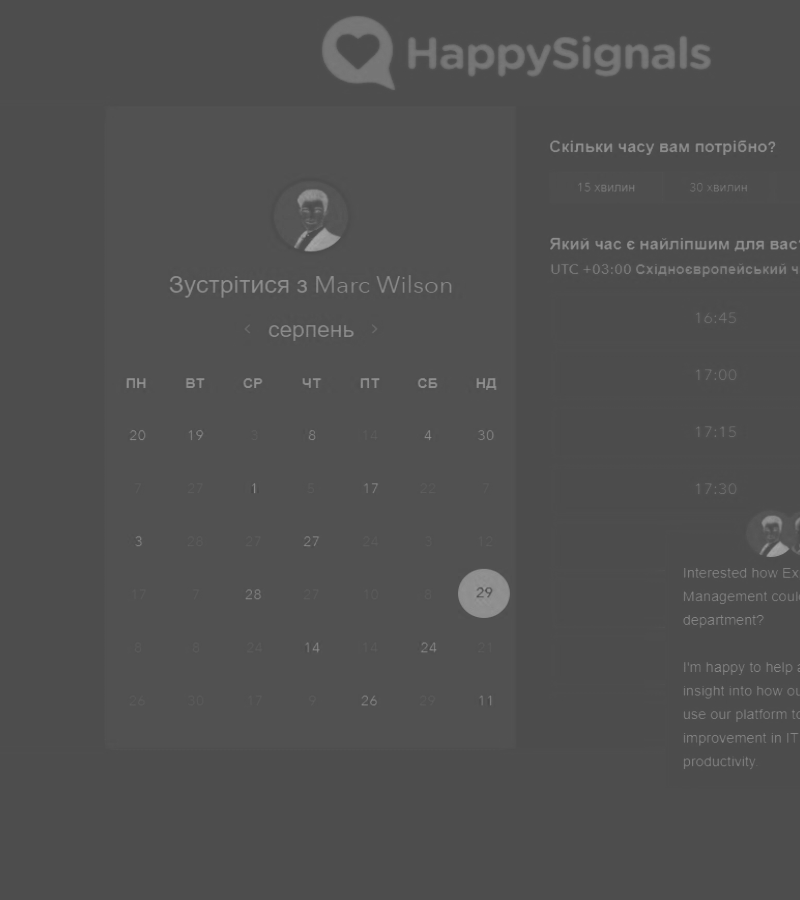 HappySignals
Зустрітися з Marc Wilson
серпень
ПН ВТ СР ЧТ ПТ СБ НД
20 19 3 8 14 4 30
7 27 1 5 17 22 7
3 28 27 27 24 3 12
17 7 28 27 10 8 29
8 8 24 14 14 24 21
26 30 17 9 26 29 11
Скільки часу вам потрібно?
15 хвилин 30 хвилин
Який час є найліпшим для вас
UTC +03:00 Східноєвропейський ч
16:45
17:00
17:15
17:30
Interested how Ex
Management coul
department?
I'm happy to help a
insight into how ou
use our platform to
improvement in IT
productivity.